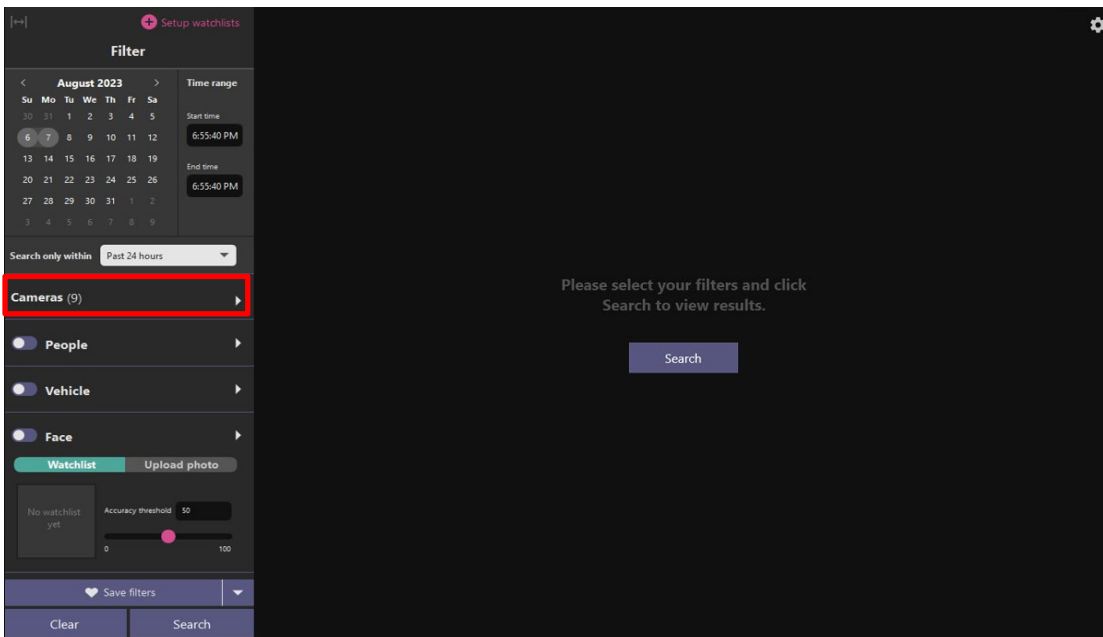 Setup watchlists
Filter
August 2023
Su Mo Tu We Th Fr Sa
30 31 1 2 3 4 5
6 7 8 9 10 11 12
13 14 15 16 17 18 19
20 21 22 23 24 25 26
27 28 29 30 31 1 2
3 4 5 6 7 8 9
Time range
Start time
6:55:40 PM
End time
6:55:40 PM
Search only within Past 24 hours
Cameras (9)
People
Vehicle
Face
Watchlist Upload photo
No watchlist
yet
Accuracy threshold 50
0 100
Save filters
Clear Search
Please select your filters and click
Search to view results.
Search